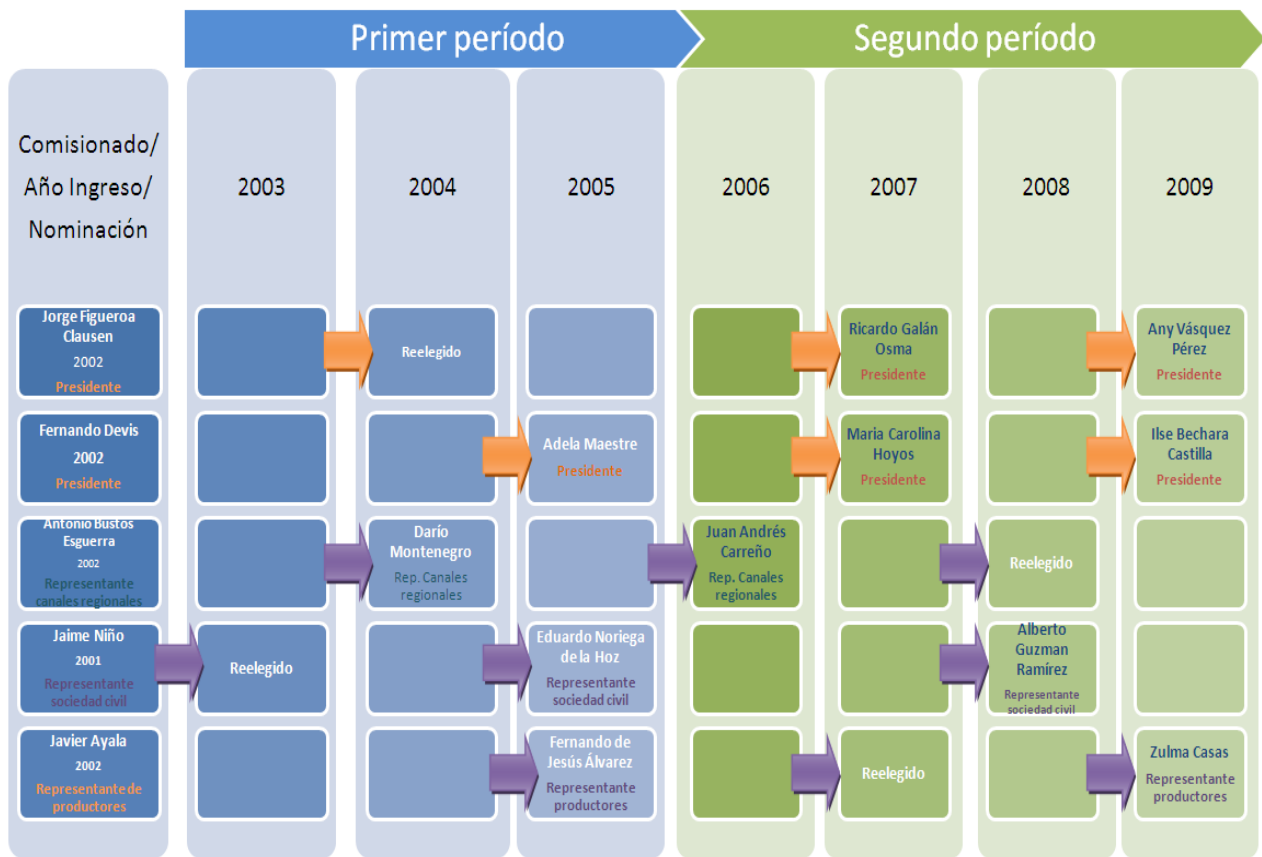 Primer período
Segundo período
Comisionado/
Año Ingreso/
Nominación
2003
2004
2005
2006
2007
2008
2009
Jorge Figueroa
Clausen
2002
Presidente
Reelegido
Ricardo Galán
Osma
Presidente
Any Vásquez
Pérez
Presidente
Fernando Devis
2002
Presidente
Adela Maestre
Presidente
Maria Carolina
Hoyos
Presidente
Ilse Bechara
Castilla
Presidente
Antonio Bustos
Esguerra
2002
Representante
canales regionales
Darío
Montenegro
Rep. Canales
regionales
Juan Andrés
Carreño
Rep. Canales
regionales
Reelegido
Jaime Niño
2001
Representante
sociedad civil
Reelegido
Eduardo Noriega
de la Hoz
Representante
sociedad civil
Alberto
Guzman
Ramírez
Representante
sociedad civil
Javier Ayala
2002
Representante de
productores
Fernando de
Jesús Álvarez
Representante
productores
Reelegido
Zulma Casas
Representante
productores